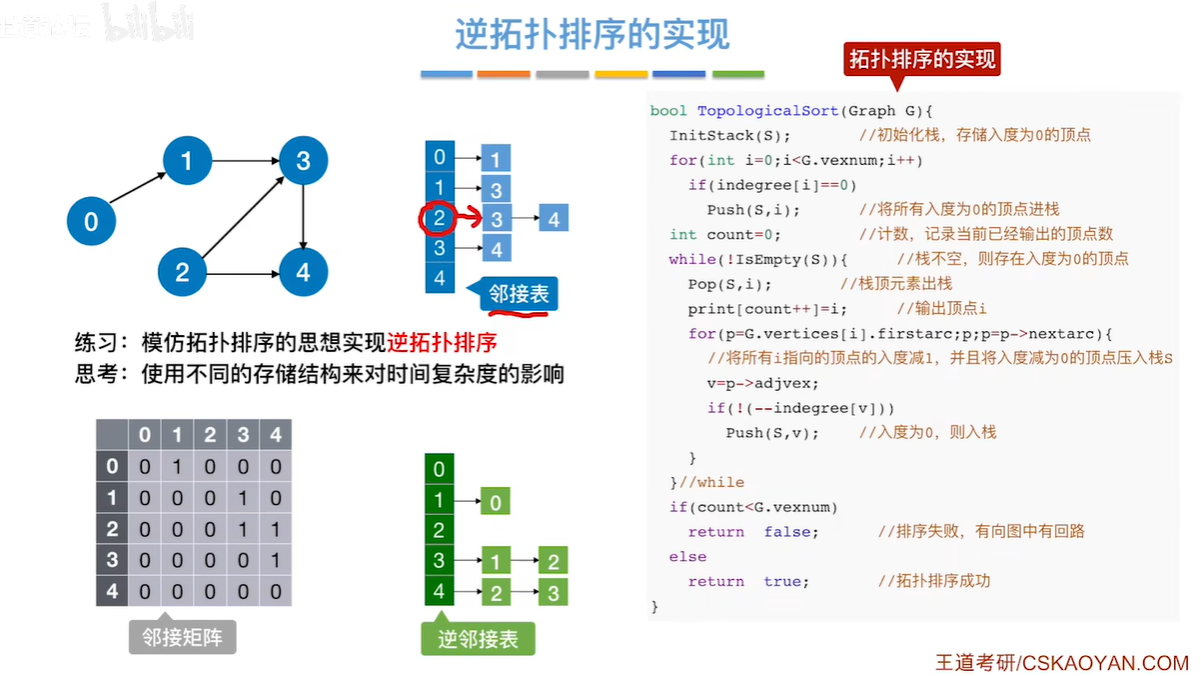 bilibili
逆拓扑排序的实现
拓扑排序的实现
0
1
2
3
4
0 1
1 3
2 3 4
3 4
4
邻接表
练习：模仿拓扑排序的思想实现逆拓扑排序
思考：使用不同的存储结构来对时间复杂度的影响
0 1 2 3 4
0 0 1 0 0 0
1 0 0 0 1 0
2 0 0 0 1 1
3 0 0 0 0 1
4 0 0 0 0 0
邻接矩阵
0
1 0
2
3 1 2
4 2 3
逆邻接表
bool TopologicalSort(Graph G){
InitStack(S); //初始化栈，存储入度为0的顶点
for(int i=0;i<G.vexnum;i++)
if(indegree[i]==0)
Push(S,i); //将所有入度为0的顶点进栈
int count=0; //计数，记录当前已经输出的顶点数
while(!IsEmpty(S)){ //栈不空，则存在入度为0的顶点
Pop(S,i); //栈顶元素出栈
print[count++]=i; //输出顶点i
for(p=G.vertices[i].firstarc;p;p=p->nextarc){
//将所有i指向的顶点的入度减1，并且将入度减为0的顶点压入栈S
v=p->adjvex;
if(!(--indegree[v]))
Push(S,v); //入度为0，则入栈
}
}//while
if(count<G.vexnum)
return false; //排序失败，有向图中有回路
else
return true; //拓扑排序成功
}
王道考研/CSKAOYAN.COM